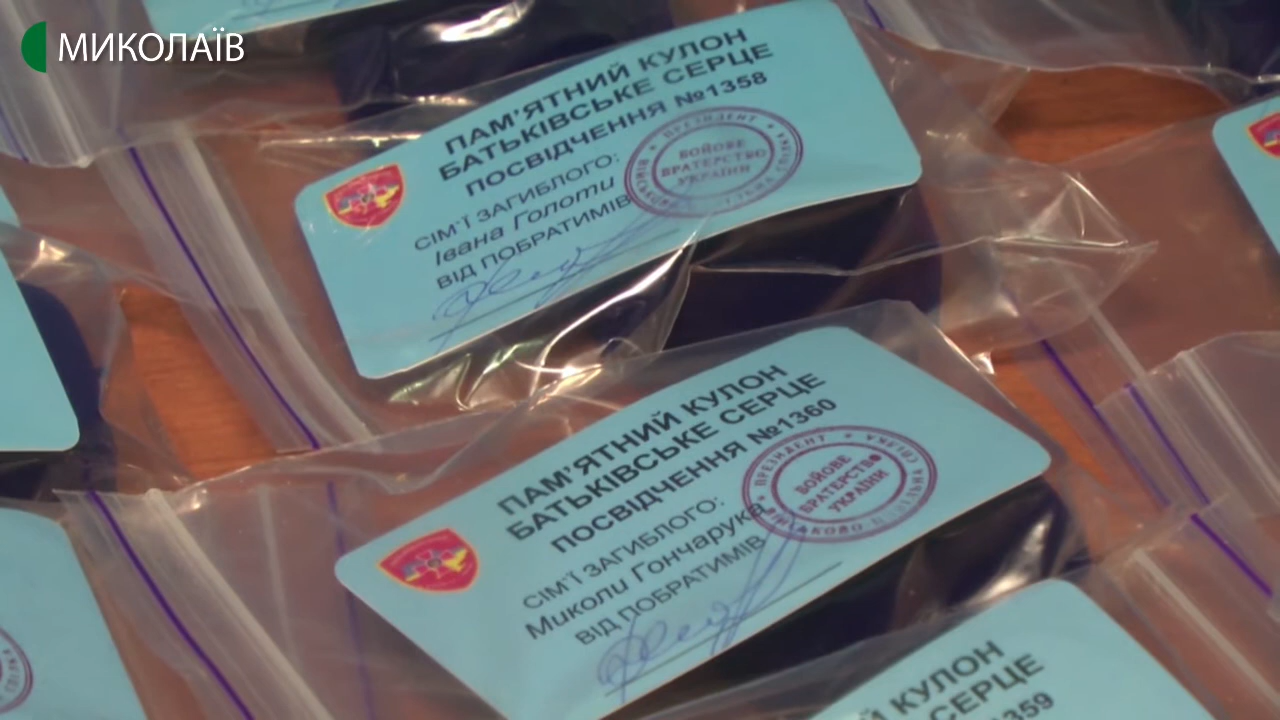 МИКОЛАЇВ
ПАМ'ЯТНИЙ КУЛОН
БАТЬКІВСЬКЕ СЕРЦЕ
ПОСВІДЧЕННЯ №1358
СІМ'Ї ЗАГИБЛОГО:
Івана Голоти
ВІД ПОБРАТИМІВ
ПРЕЗИДЕНТ
БОЙОВЕ
БРАТЕРСТВО
УКРАЇНИ
ПАМ'ЯТНИЙ КУЛОН
БАТЬКІВСЬКЕ СЕРЦЕ
ПОСВІДЧЕННЯ №1360
СІМ'Ї ЗАГИБЛОГО:
Миколи Гончарука
ВІД ПОБРАТИМІВ
ПРЕЗИДЕНТ
БОЙОВЕ
БРАТЕРСТВО
УКРАЇНИ
КУЛОН
СЕРЦЕ
359